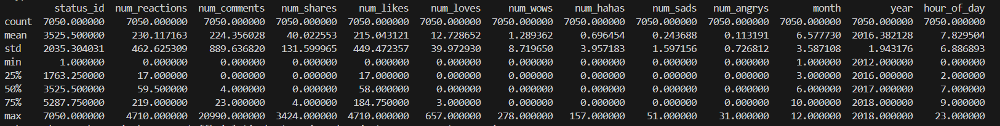 status_id num_reactions num_comments num_shares num_likes num_loves num_wows num_hahas num_sads num_angrys month year hour_of_day
count 7050.000000 7050.000000 7050.000000 7050.000000 7050.000000 7050.000000 7050.000000 7050.000000 7050.000000 7050.000000 7050.000000 7050.000000 7050.000000
mean 3525.500000 230.117163 224.356028 40.022553 215.043121 12.728652 1.289362 0.696454 0.243688 0.113191 6.577730 2016.382128 7.829504
std 2035.304031 462.625309 889.636820 131.599965 449.472357 39.972930 8.719650 3.957183 1.597156 0.726812 3.587108 1.943176 6.886893
min 1.000000 0.000000 0.000000 0.000000 0.000000 0.000000 0.000000 0.000000 0.000000 0.000000 1.000000 2012.000000 0.000000
25% 1763.250000 17.000000 0.000000 0.000000 17.000000 0.000000 0.000000 0.000000 0.000000 0.000000 3.000000 2016.000000 2.000000
50% 3525.500000 59.500000 4.000000 0.000000 58.000000 0.000000 0.000000 0.000000 0.000000 0.000000 6.000000 2017.000000 7.000000
75% 5287.750000 219.000000 23.000000 4.000000 184.750000 3.000000 0.000000 0.000000 0.000000 0.000000 10.000000 2018.000000 9.000000
max 7050.000000 4710.000000 20990.000000 3424.000000 4710.000000 657.000000 278.000000 157.000000 51.000000 31.000000 12.000000 2018.000000 23.000000